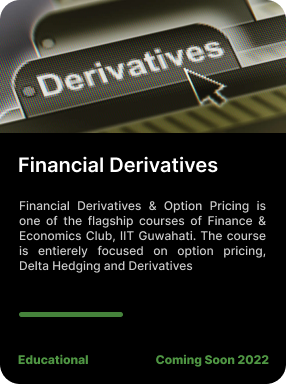 Derivatives
Financial Derivatives
Financial Derivatives & Option Pricing is
one of the flagship courses of Finance &
Economics Club, IIT Guwahati. The course
is entierely focused on option pricing,
Delta Hedging and Derivatives
Educational
Coming Soon 2022